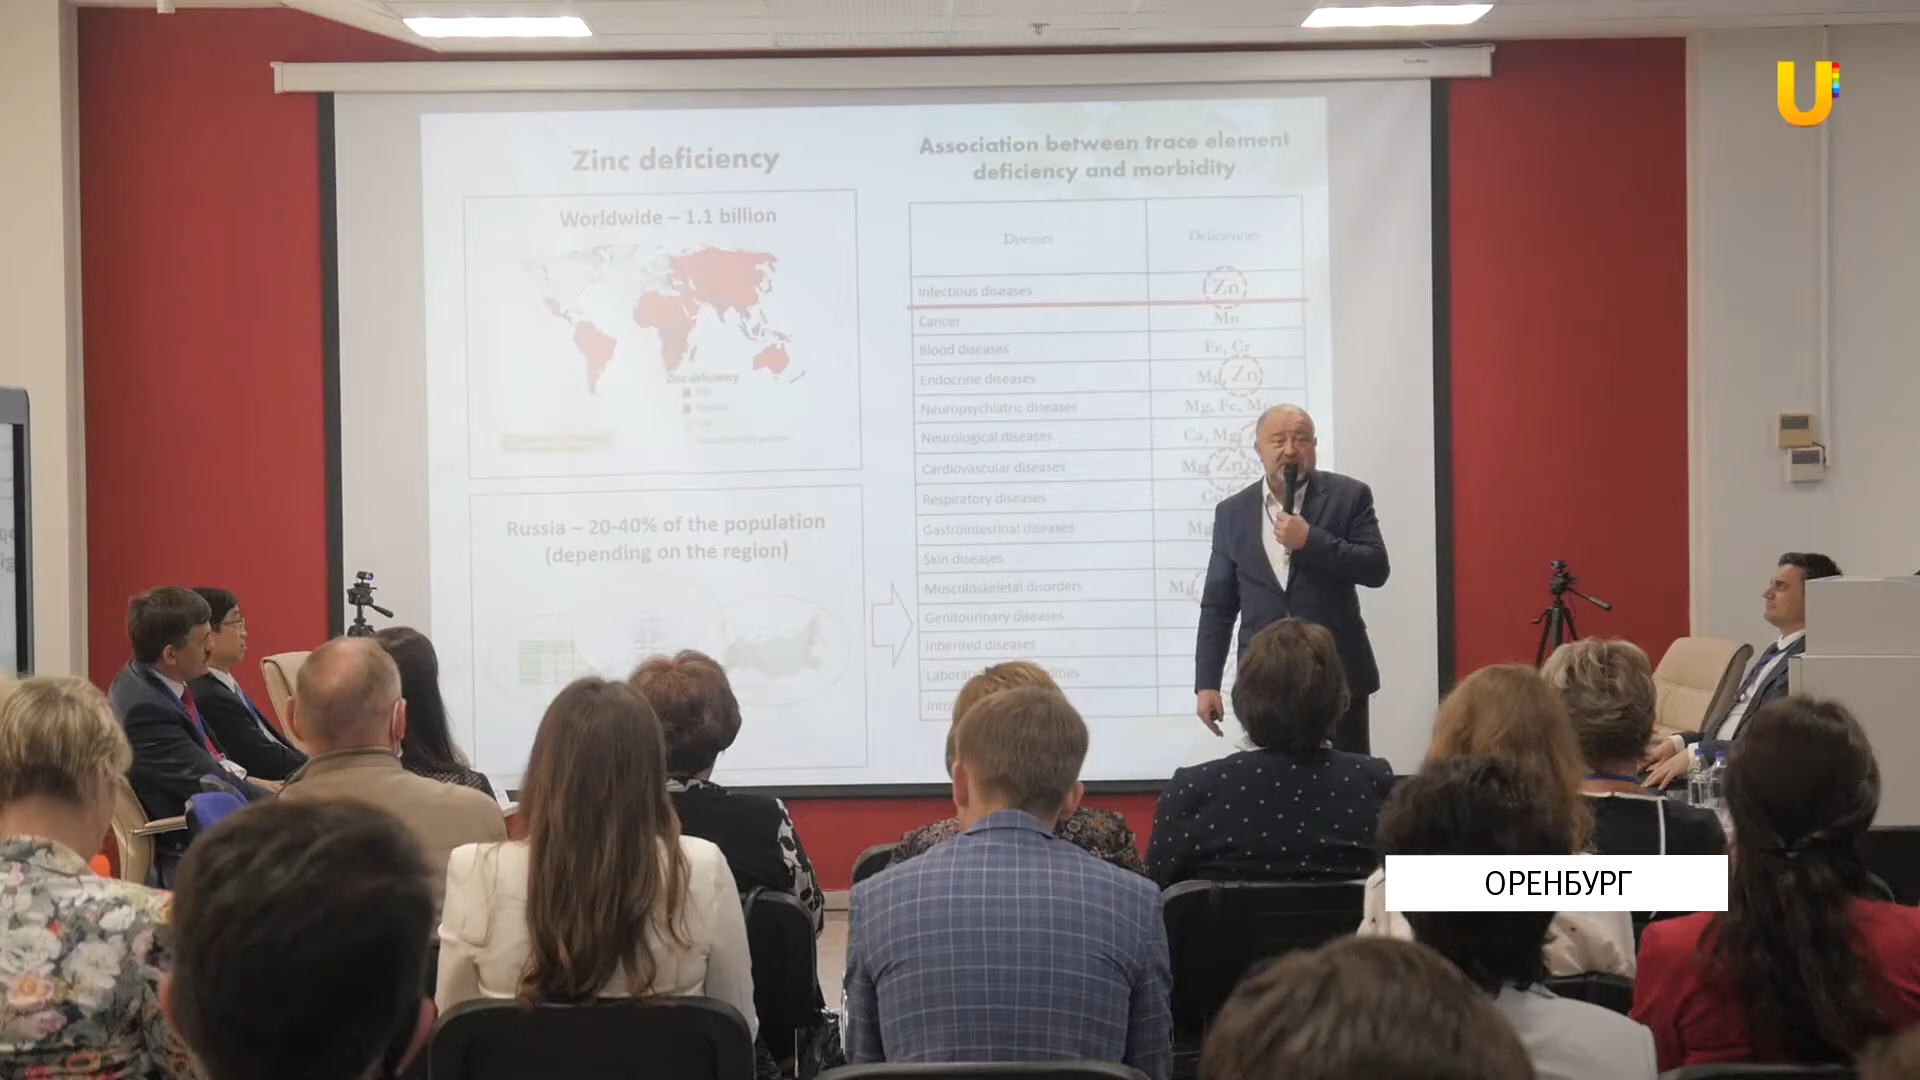 U
Zinc deficiency
Worldwide – 1.1 billion
Zinc deficiency
Russia – 20-40% of the population
(depending on the region)
Association between trace element
deficiency and morbidity
Diseases Deficiencies
Infectious diseases Zn
Cancer Mn
Blood diseases Fe, Cr
Endocrine diseases Mg, Zn
Neuropsychiatric diseases Mg, Fe,
Neurological diseases Ca, Mg,
Cardiovascular diseases Mg, Zn,
Respiratory diseases
Gastrointestinal diseases
Skin diseases
Musculoskeletal disorders
Genitourinary diseases
Inherited diseases
ОРЕНБУРГ